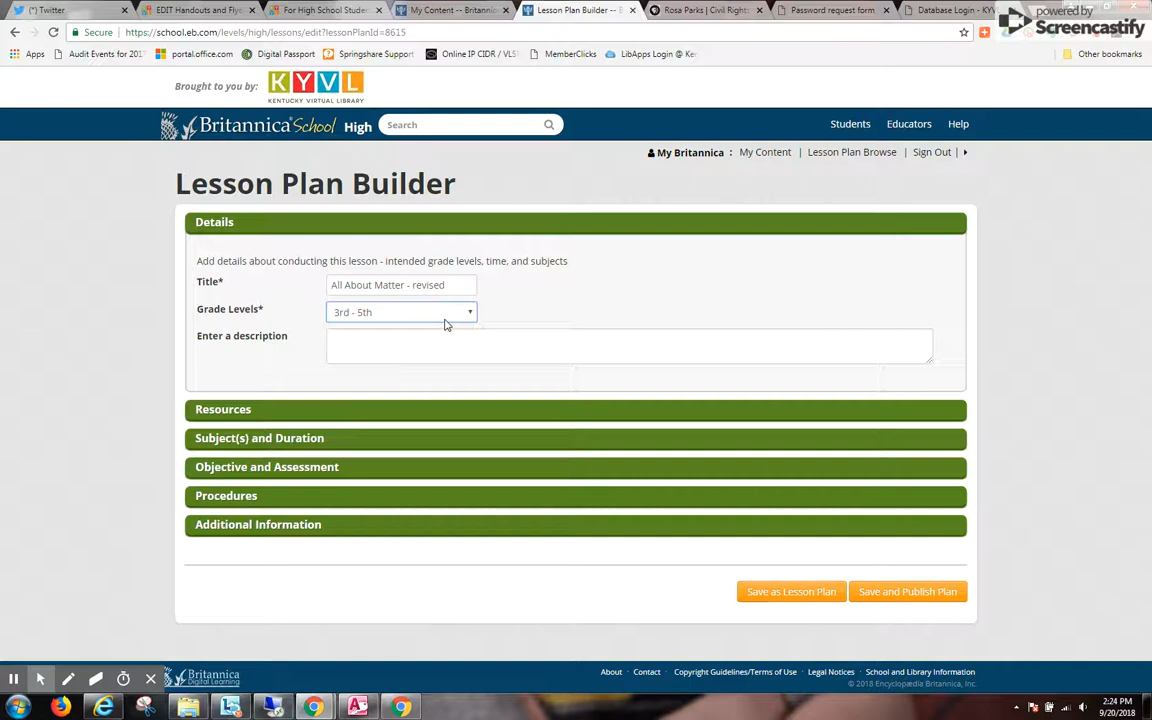 (*) Twitter
EDIT Handouts and Flye
For High School Studen
My Content -- Britannic
Lesson Plan Builder -- B
Rosa Parks | Civil Rights
Password request form
Database Login - KYV
powered by
Screencastify
Secure
https://school.eb.com/levels/high/lessons/edit?lessonPlanId=8615
Apps
Audit Events for 201
portal.office.com
Digital Passport
Springshare Support
Online IP CIDR / VLS
MemberClicks
LibApps Login @ Ken
Other bookmarks
Brought to you by:
KYVL
KENTUCKY VIRTUAL LIBRARY
Britannica School High
Search
Students
Educators
Help
My Britannica :
My Content
Lesson Plan Browse
Sign Out
Lesson Plan Builder
Details
Add details about conducting this lesson - intended grade levels, time, and subjects
Title*
All About Matter - revised
Grade Levels*
3rd - 5th
Enter a description
Resources
Subject(s) and Duration
Objective and Assessment
Procedures
Additional Information
Save as Lesson Plan
Save and Publish Plan
Britannica
Digital Learning
About · Contact · Copyright Guidelines/Terms of Use · Legal Notices · School and Library Information
© 2018 Encyclopædia Britannica, Inc.
2:24 PM
9/20/2018